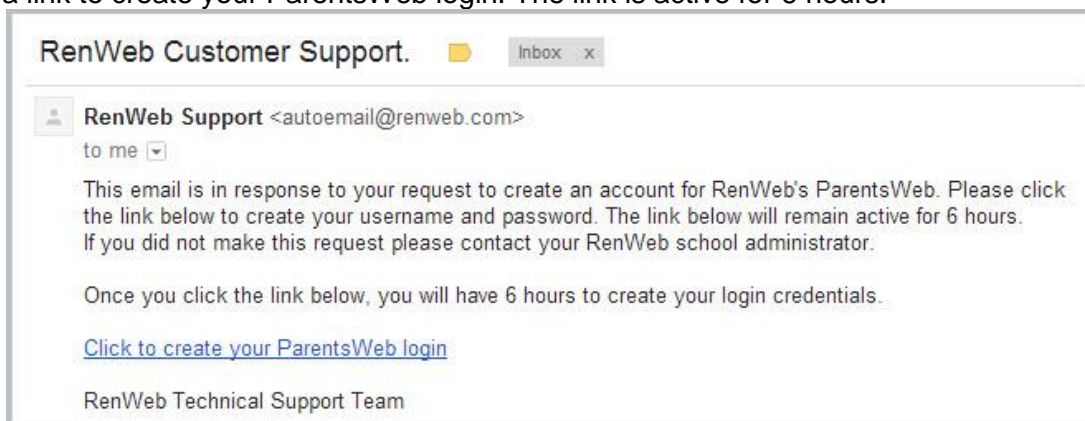 a link to create your ParentsWeb login. The link is active for 6 hours.
RenWeb Customer Support. Inbox x
RenWeb Support <autoemail@renweb.com>
to me
This email is in response to your request to create an account for RenWeb's ParentsWeb. Please click
the link below to create your username and password. The link below will remain active for 6 hours.
If you did not make this request please contact your RenWeb school administrator.
Once you click the link below, you will have 6 hours to create your login credentials.
Click to create your ParentsWeb login
RenWeb Technical Support Team